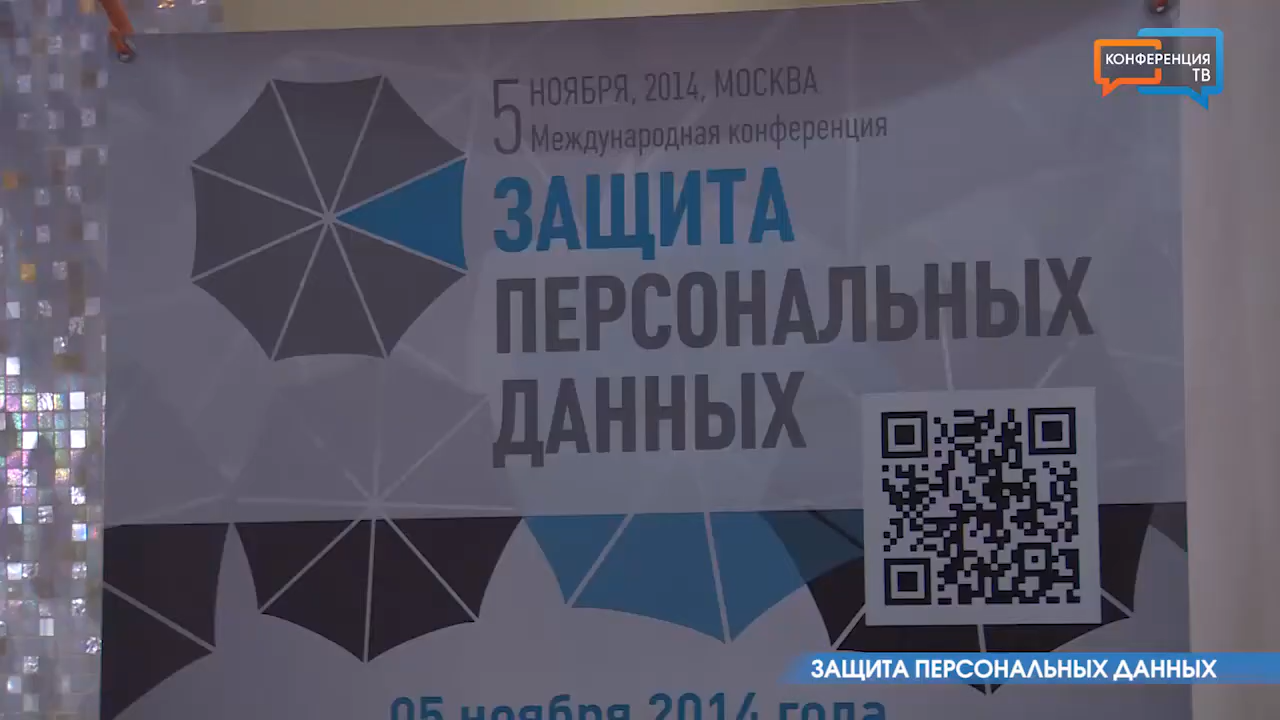 КОНФЕРЕНЦИЯ
ТВ
5 НОЯБРЯ, 2014, МОСКВА
Международная конференция
ЗАЩИТА
ПЕРСОНАЛЬНЫХ
ДАННЫХ
ЗАЩИТА ПЕРСОНАЛЬНЫХ ДАННЫХ
05 ноября 2014 года